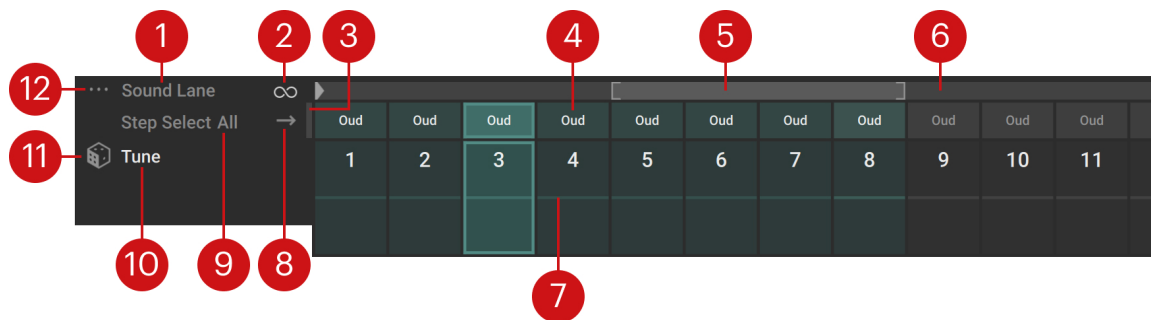 1 2 3 4 5 6
12 ··· Sound Lane ∞
Oud Oud Oud Oud Oud Oud Oud Oud Oud Oud Oud
Step Select All →
11 Tune 1 2 3 4 5 6 7 8 9 10 11
10 9 8
7